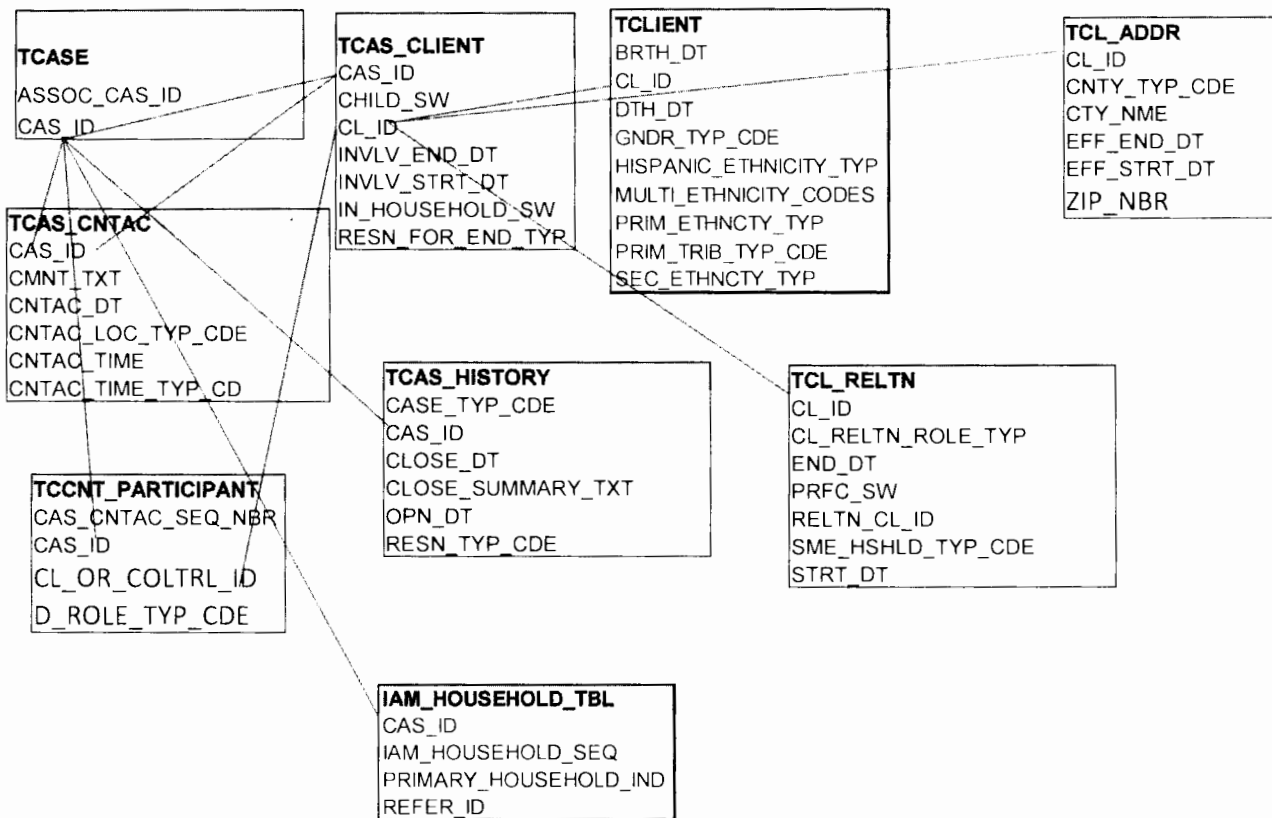 TCASE
ASSOC_CAS_ID
CAS_ID
TCAS_CLIENT
CAS_ID
CHILD_SW
CL_ID
INVLV_END_DT
INVLV_STRT_DT
IN_HOUSEHOLD_SW
RESN_FOR_END_TYP
TCLIENT
BRTH_DT
CL_ID
DTH_DT
GNDR_TYP_CDE
HISPANIC_ETHNICITY_TYP
MULTI_ETHNICITY_CODES
PRIM_ETHNCTY_TYP
PRIM_TRIB_TYP_CDE
SEC_ETHNCTY_TYP
TCL_ADDR
CL_ID
CNTY_TYP_CDE
CTY_NME
EFF_END_DT
EFF_STRT_DT
ZIP_NBR
TCAS_CNTAC
CAS_ID
CMNT_TXT
CNTAC_DT
CNTAC_LOC_TYP_CDE
CNTAC_TIME
CNTAC_TIME_TYP_CD
TCAS_HISTORY
CASE_TYP_CDE
CAS_ID
CLOSE_DT
CLOSE_SUMMARY_TXT
OPN_DT
RESN_TYP_CDE
TCL_RELTN
CL_ID
CL_RELTN_ROLE_TYP
END_DT
PRFC_SW
RELTN_CL_ID
SME_HSHLD_TYP_CDE
STRT_DT
TCCNT_PARTICIPANT
CAS_CNTAC_SEQ_NBR
CAS_ID
CL_OR_COLTRL_ID
D_ROLE_TYP_CDE
IAM_HOUSEHOLD_TBL
CAS_ID
IAM_HOUSEHOLD_SEQ
PRIMARY_HOUSEHOLD_IND
REFER_ID